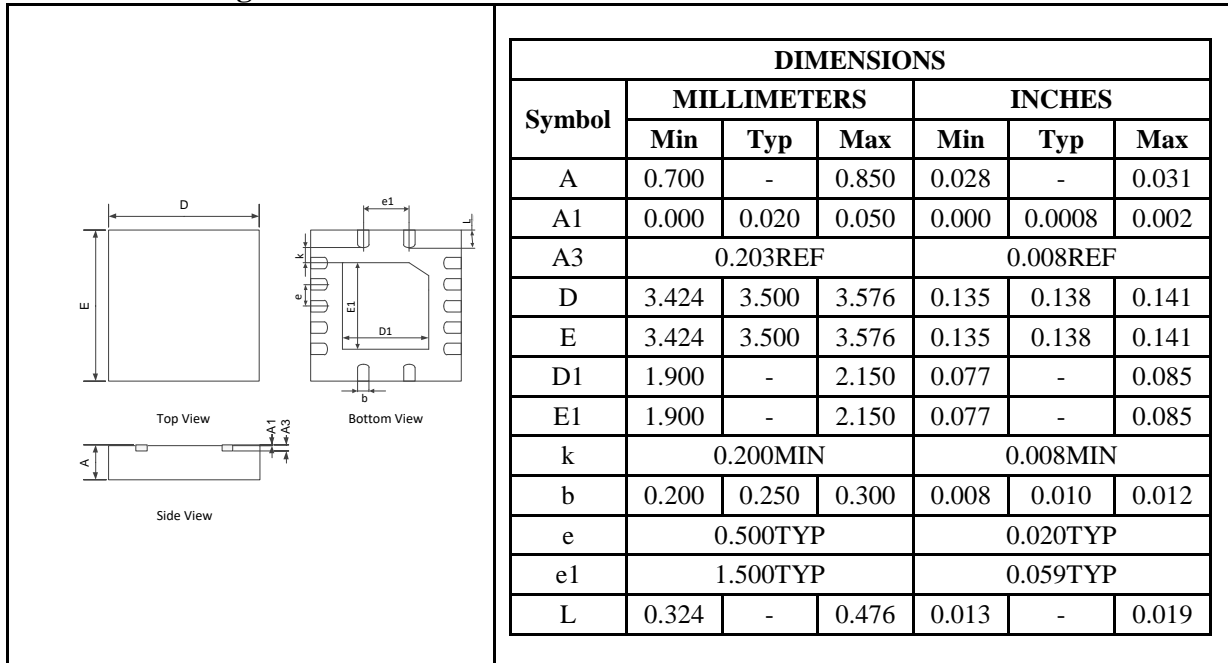 D
E
Top View
e1
L
k
e
E1
D1
b
Bottom View
A
A1
A3
Side View
DIMENSIONS
Symbol MILLIMETERS INCHES
Min Typ Max Min Typ Max
A 0.700 - 0.850 0.028 - 0.031
A1 0.000 0.020 0.050 0.000 0.0008 0.002
A3 0.203REF 0.008REF
D 3.424 3.500 3.576 0.135 0.138 0.141
E 3.424 3.500 3.576 0.135 0.138 0.141
D1 1.900 - 2.150 0.077 - 0.085
E1 1.900 - 2.150 0.077 - 0.085
k 0.200MIN 0.008MIN
b 0.200 0.250 0.300 0.008 0.010 0.012
e 0.500TYP 0.020TYP
e1 1.500TYP 0.059TYP
L 0.324 - 0.476 0.013 - 0.019